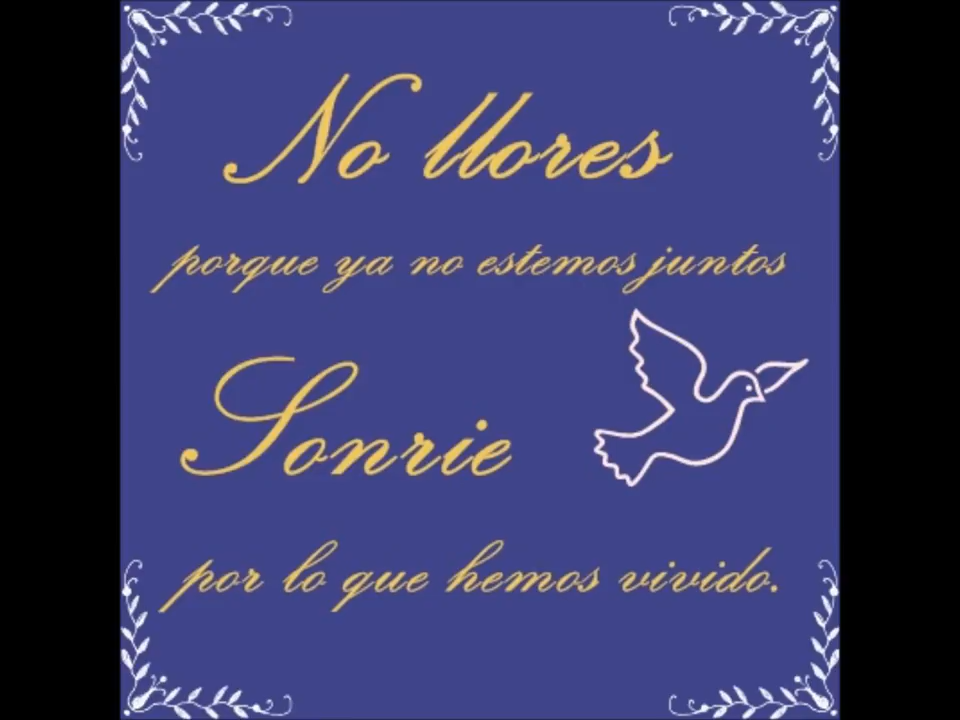 No llores
porque ya no estemos juntos
Sonrie
por lo que hemos vivido.